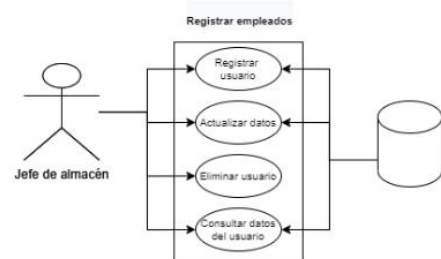 Registrar empleados
Registrar
usuario
Actualizar datos
Eliminar usuario
Consultar datos
del usuario
Jefe de almacén